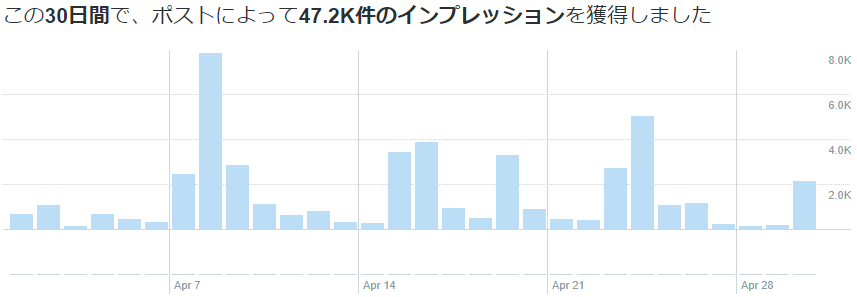 この30日間で、ポストによって47.2K件のインプレッションを獲得しました
8.0K
6.0K
4.0K
2.0K
Apr 7
Apr 14
Apr 21
Apr 28